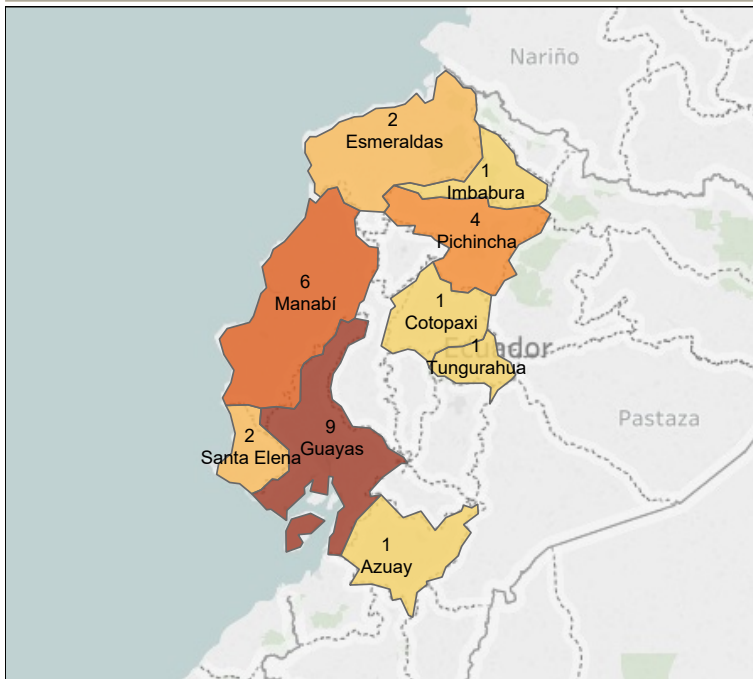 Nariño
2
Esmeraldas
1
Imbabura
4
Pichincha
6
Manabí
1
Cotopaxi
Ecuador
1
Tungurahua
Pastaza
9
Guayas
2
Santa Elena
1
Azuay